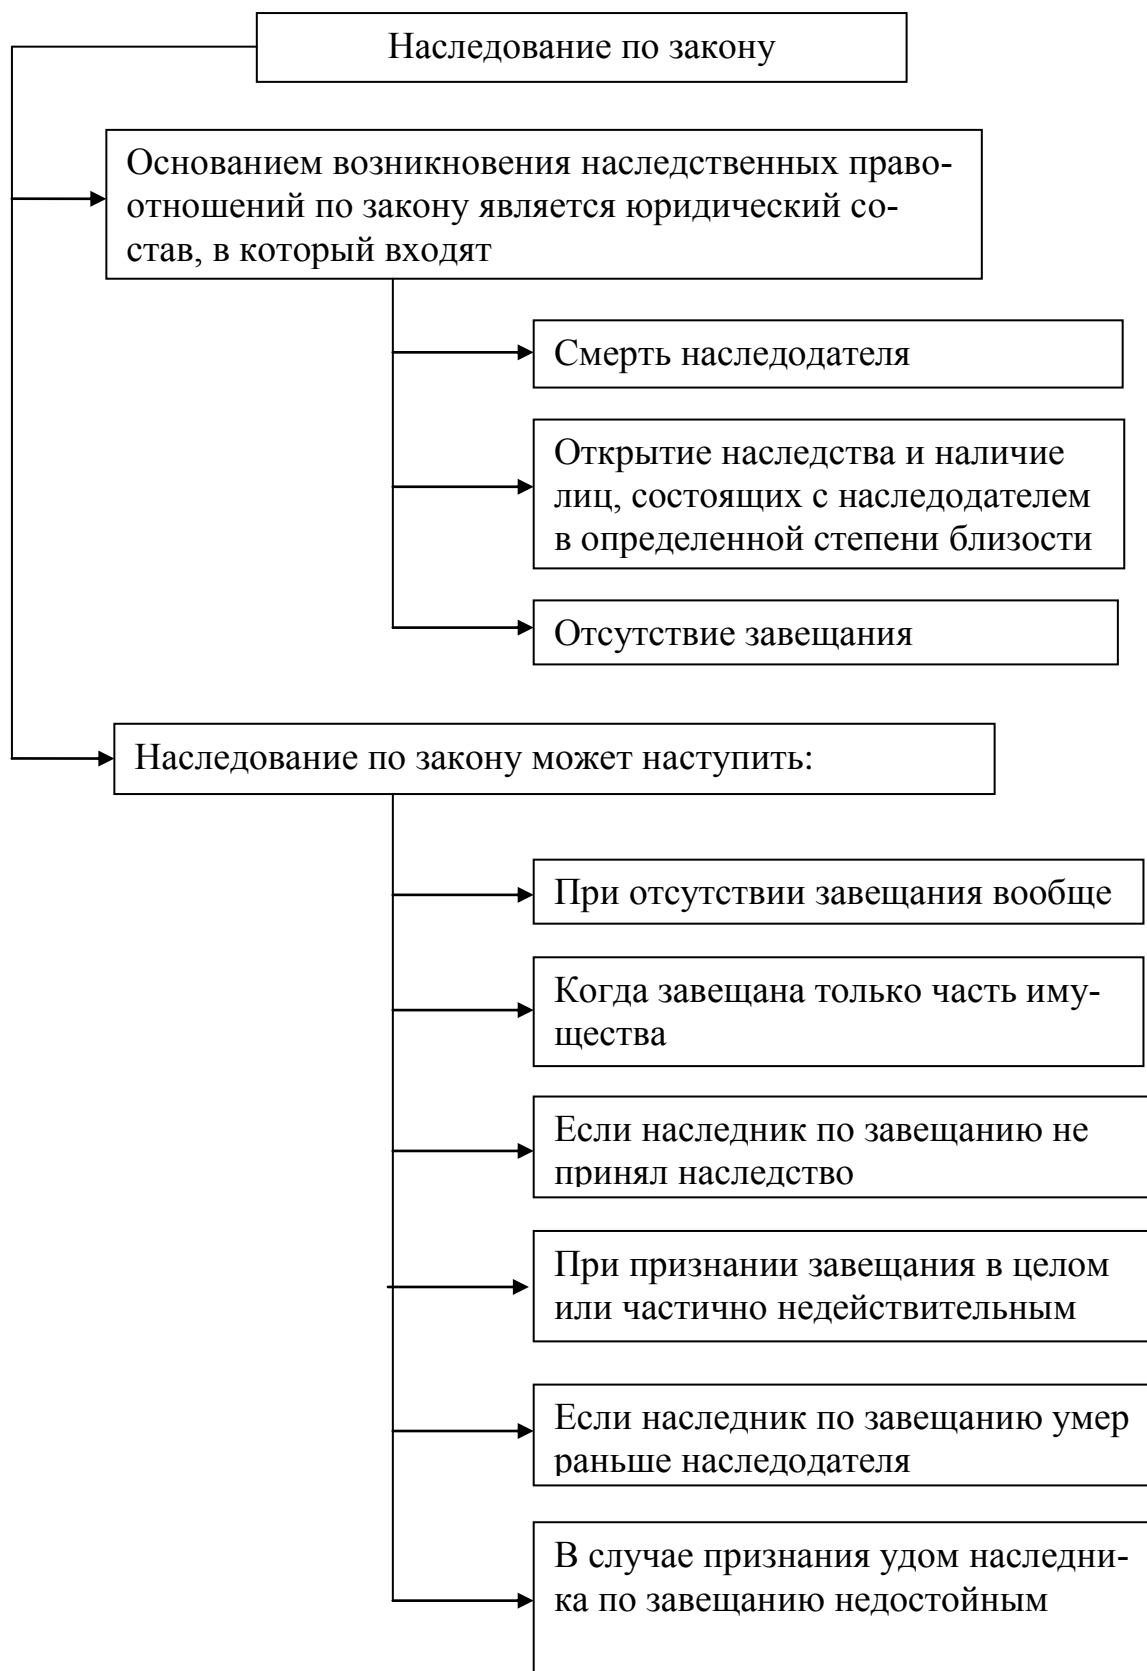 Наследование по закону
Основанием возникновения наследственных право-
отношений по закону является юридический со-
став, в который входят
Смерть наследодателя
Открытие наследства и наличие
лиц, состоящих с наследодателем
в определенной степени близости
Отсутствие завещания
Наследование по закону может наступить:
При отсутствии завещания вообще
Когда завещана только часть иму-
щества
Если наследник по завещанию не
принял наследство
При признании завещания в целом
или частично недействительным
Если наследник по завещанию умер
раньше наследодателя
В случае признания удом наследни-
ка по завещанию недостойным